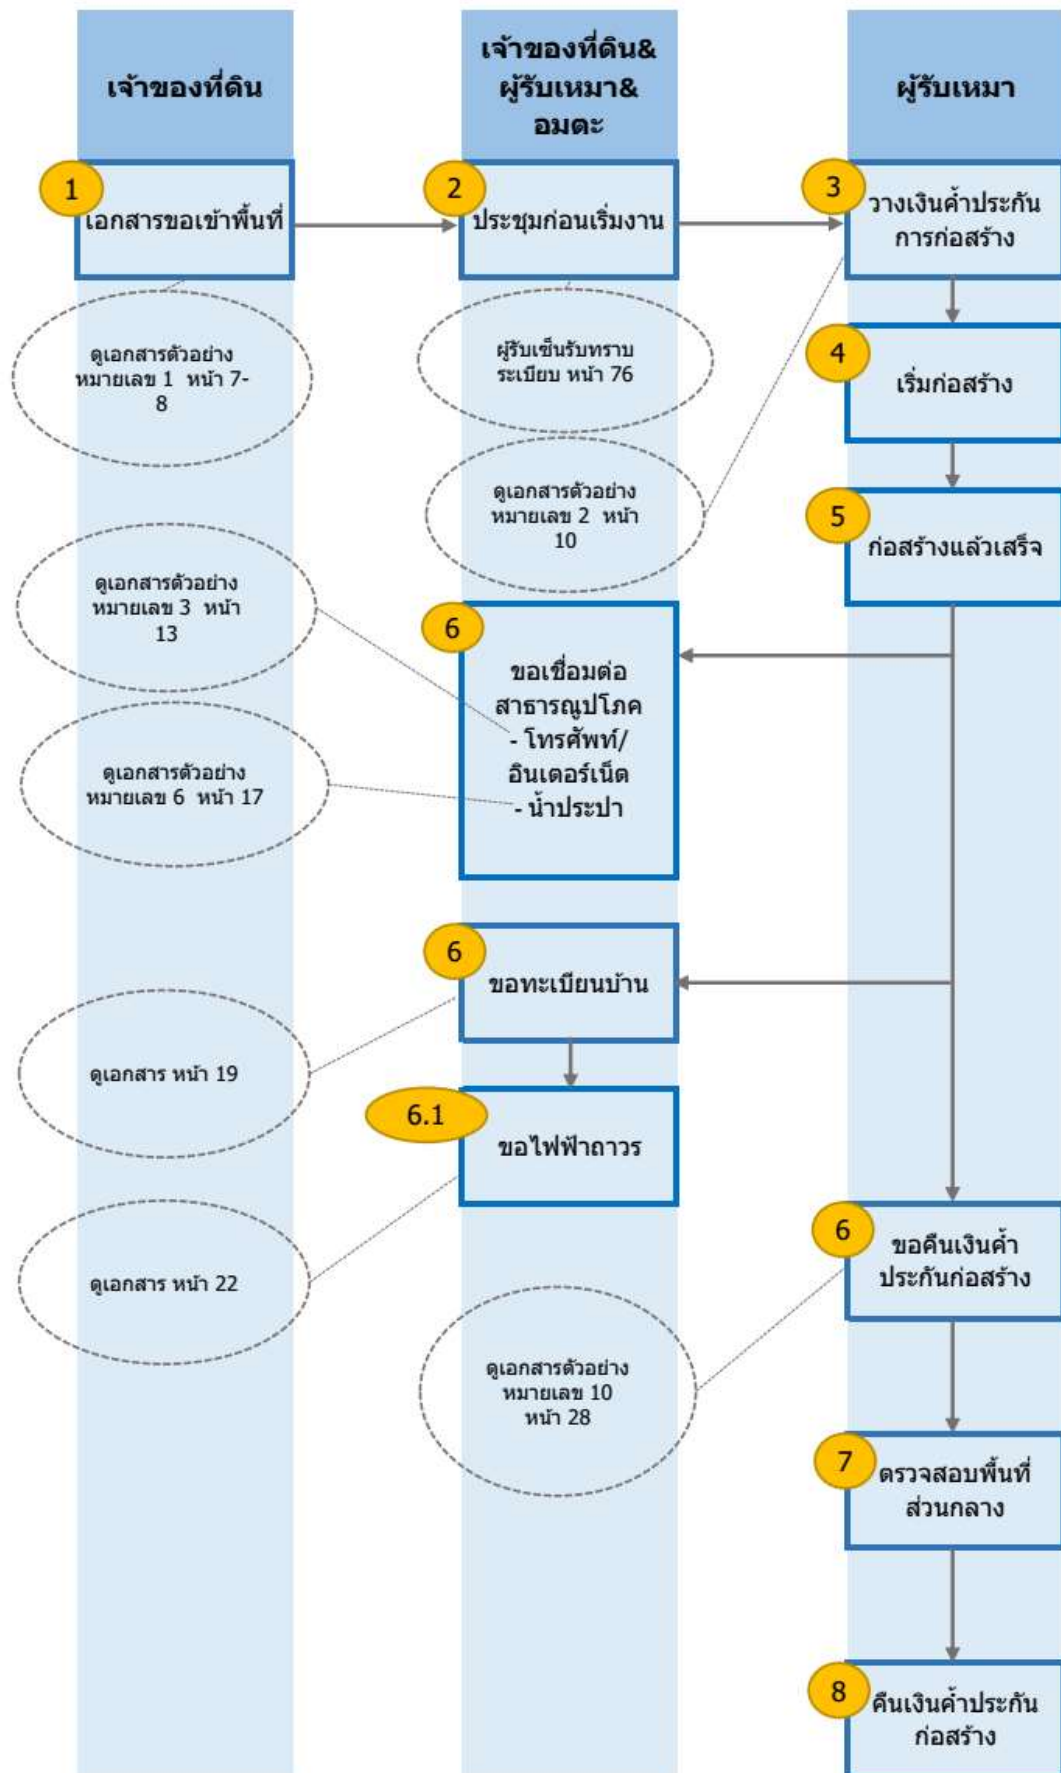 เจ้าของที่ดิน
เจ้าของที่ดิน&
ผู้รับเหมา&
อมตะ
ผู้รับเหมา
1
เอกสารขอเข้าพื้นที่
2
ประชุมก่อนเริ่มงาน
3
วางเงินค้ำประกัน
การก่อสร้าง
ดูเอกสารตัวอย่าง
หมายเลข 1 หน้า 7-
8
ผู้รับเซ็นรับทราบ
ระเบียบ หน้า 76
4
เริ่มก่อสร้าง
ดูเอกสารตัวอย่าง
หมายเลข 2 หน้า
10
5
ก่อสร้างแล้วเสร็จ
ดูเอกสารตัวอย่าง
หมายเลข 3 หน้า
13
6
ขอเชื่อมต่อ
สาธารณูปโภค
- โทรศัพท์/
อินเตอร์เน็ต
- น้ำประปา
ดูเอกสารตัวอย่าง
หมายเลข 6 หน้า 17
6
ขอทะเบียนบ้าน
ดูเอกสาร หน้า 19
6.1
ขอไฟฟ้าถาวร
ดูเอกสาร หน้า 22
6
ขอคืนเงินค้ำ
ประกันก่อสร้าง
ดูเอกสารตัวอย่าง
หมายเลข 10
หน้า 28
7
ตรวจสอบพื้นที่
ส่วนกลาง
8
คืนเงินค้ำประกัน
ก่อสร้าง